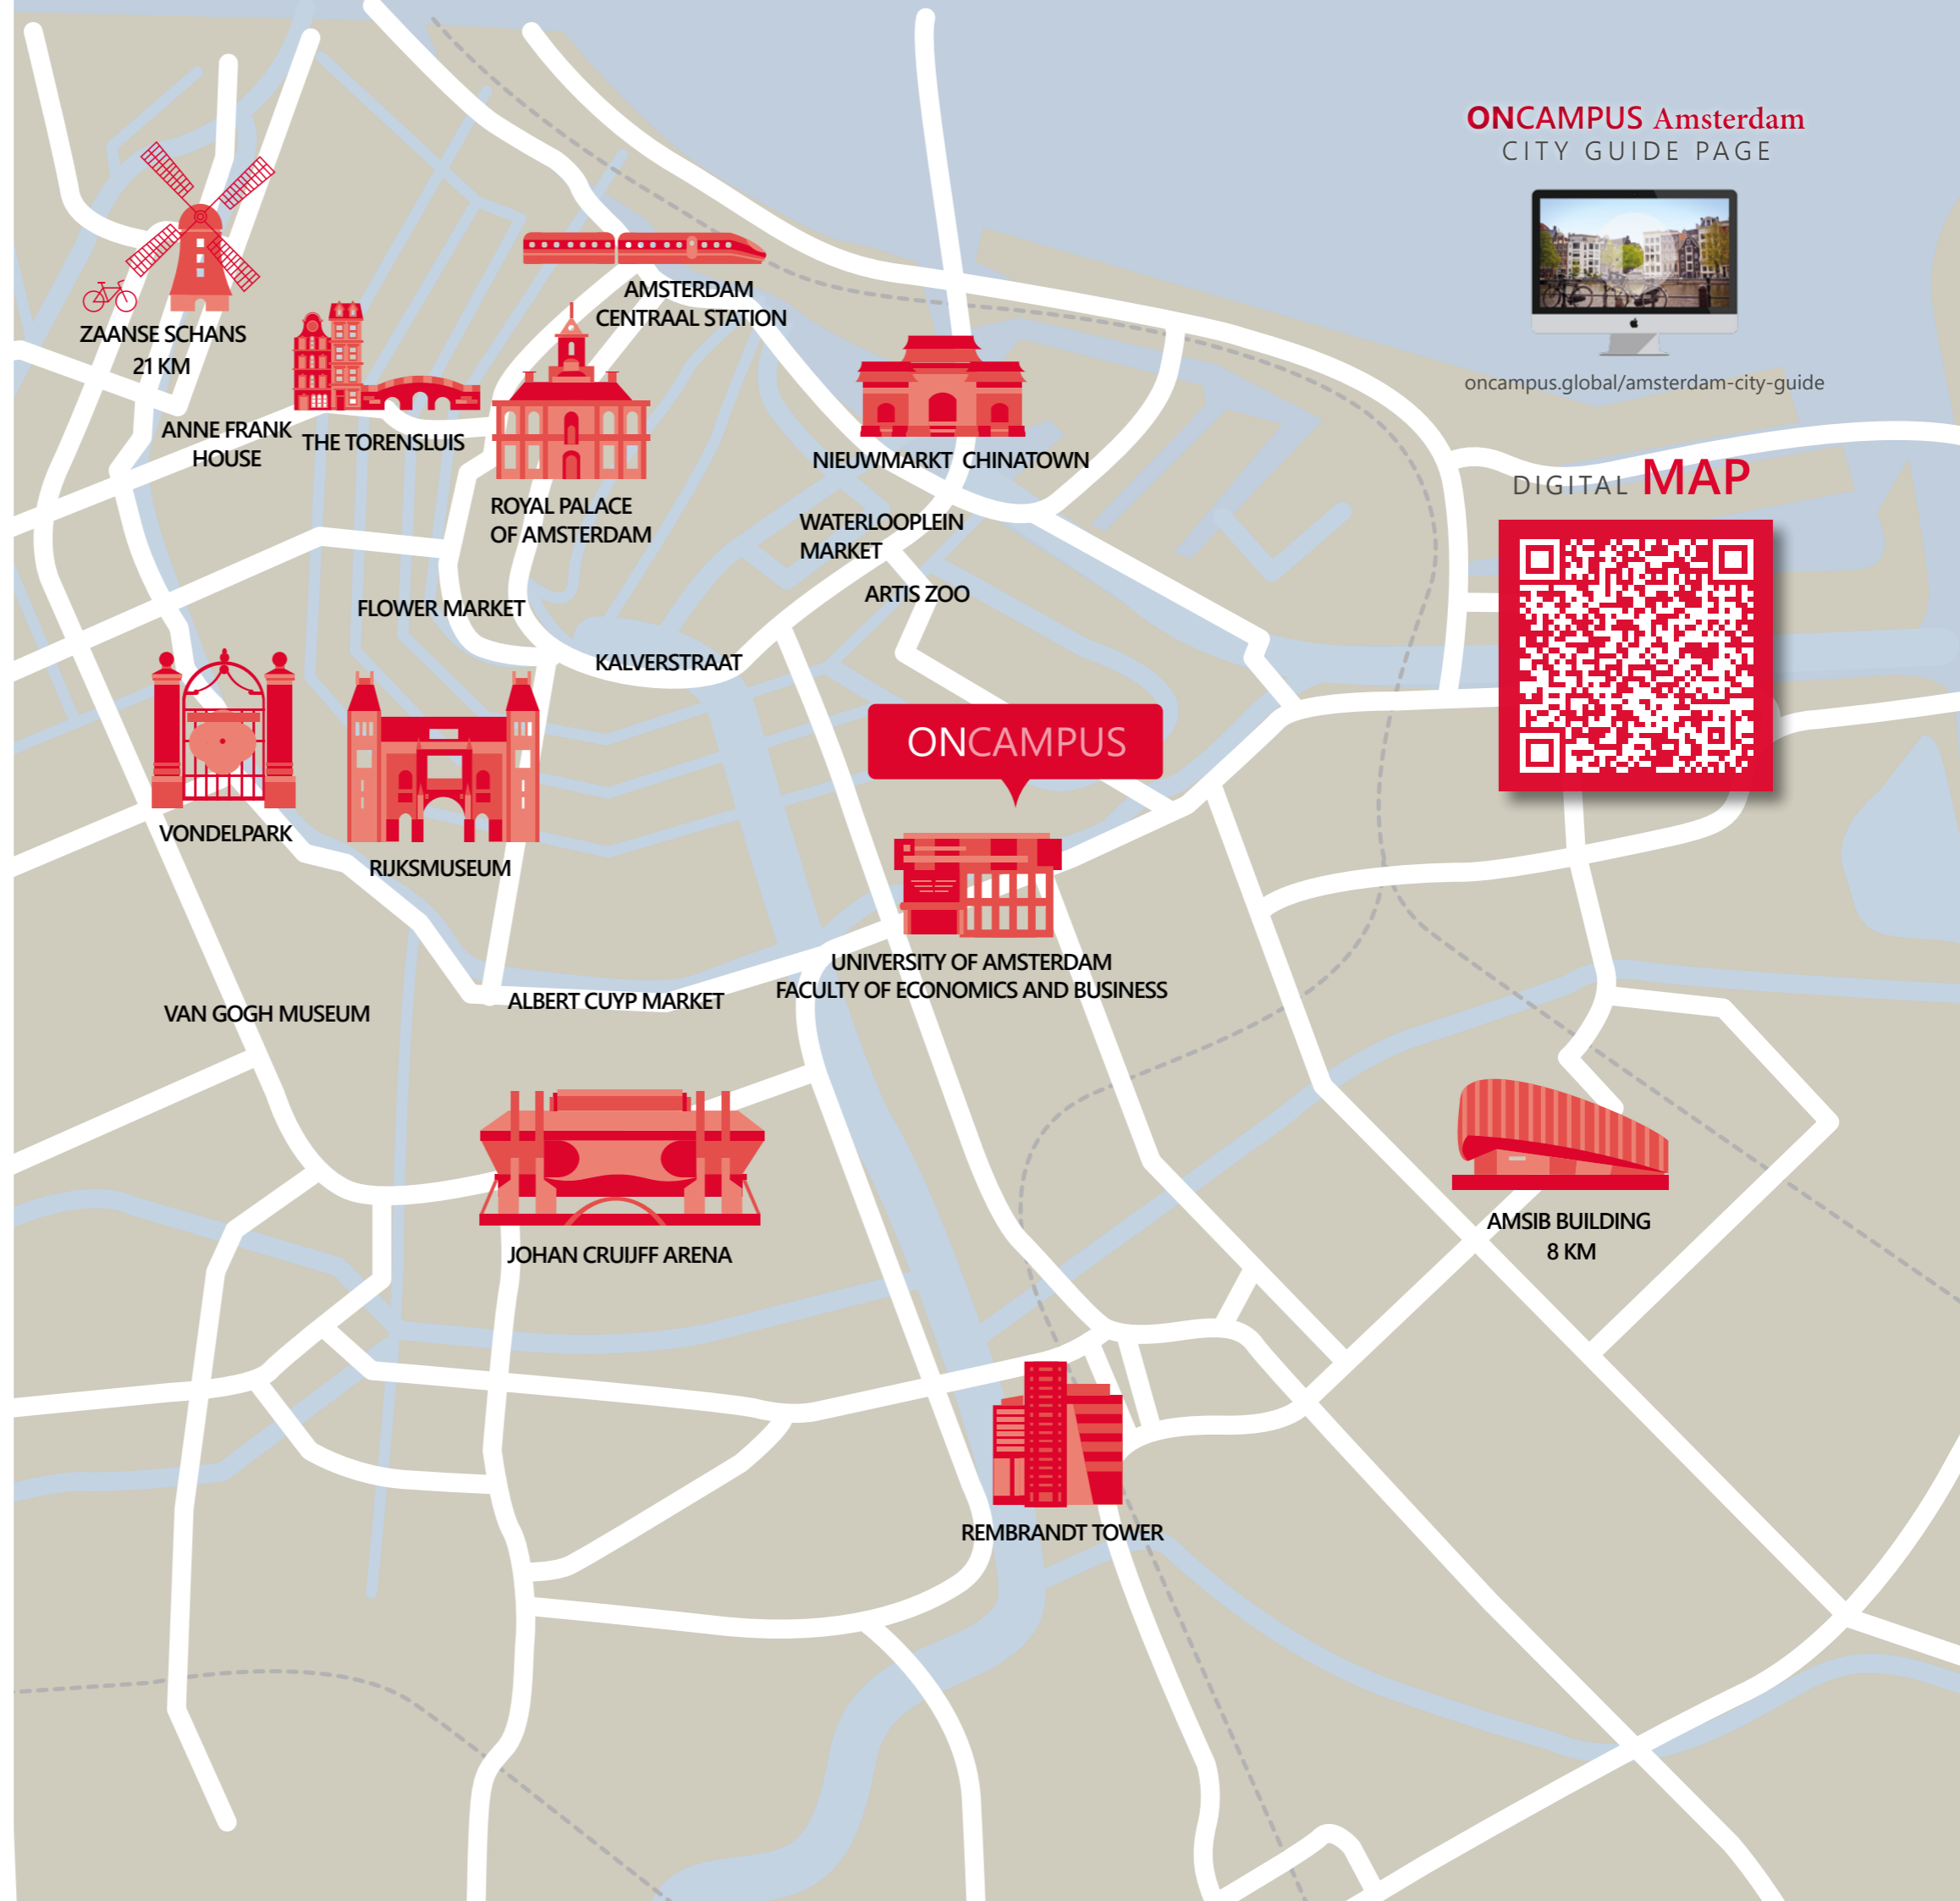 ONCAMPUS Amsterdam
CITY GUIDE PAGE
oncampus.global/amsterdam-city-guide
DIGITAL MAP
AMSTERDAM
CENTRAAL STATION
ZAANSE SCHANS
21 KM
ANNE FRANK
HOUSE
THE TORENSLUIS
ROYAL PALACE
OF AMSTERDAM
NIEUWMARKT CHINATOWN
WATERLOOPLEIN
MARKET
ARTIS ZOO
FLOWER MARKET
KALVERSTRAAT
ONCAMPUS
VONDELPARK
RIJKSMUSEUM
UNIVERSITY OF AMSTERDAM
FACULTY OF ECONOMICS AND BUSINESS
ALBERT CUYP MARKET
VAN GOGH MUSEUM
JOHAN CRUIJFF ARENA
AMSIB BUILDING
8 KM
REMBRANDT TOWER